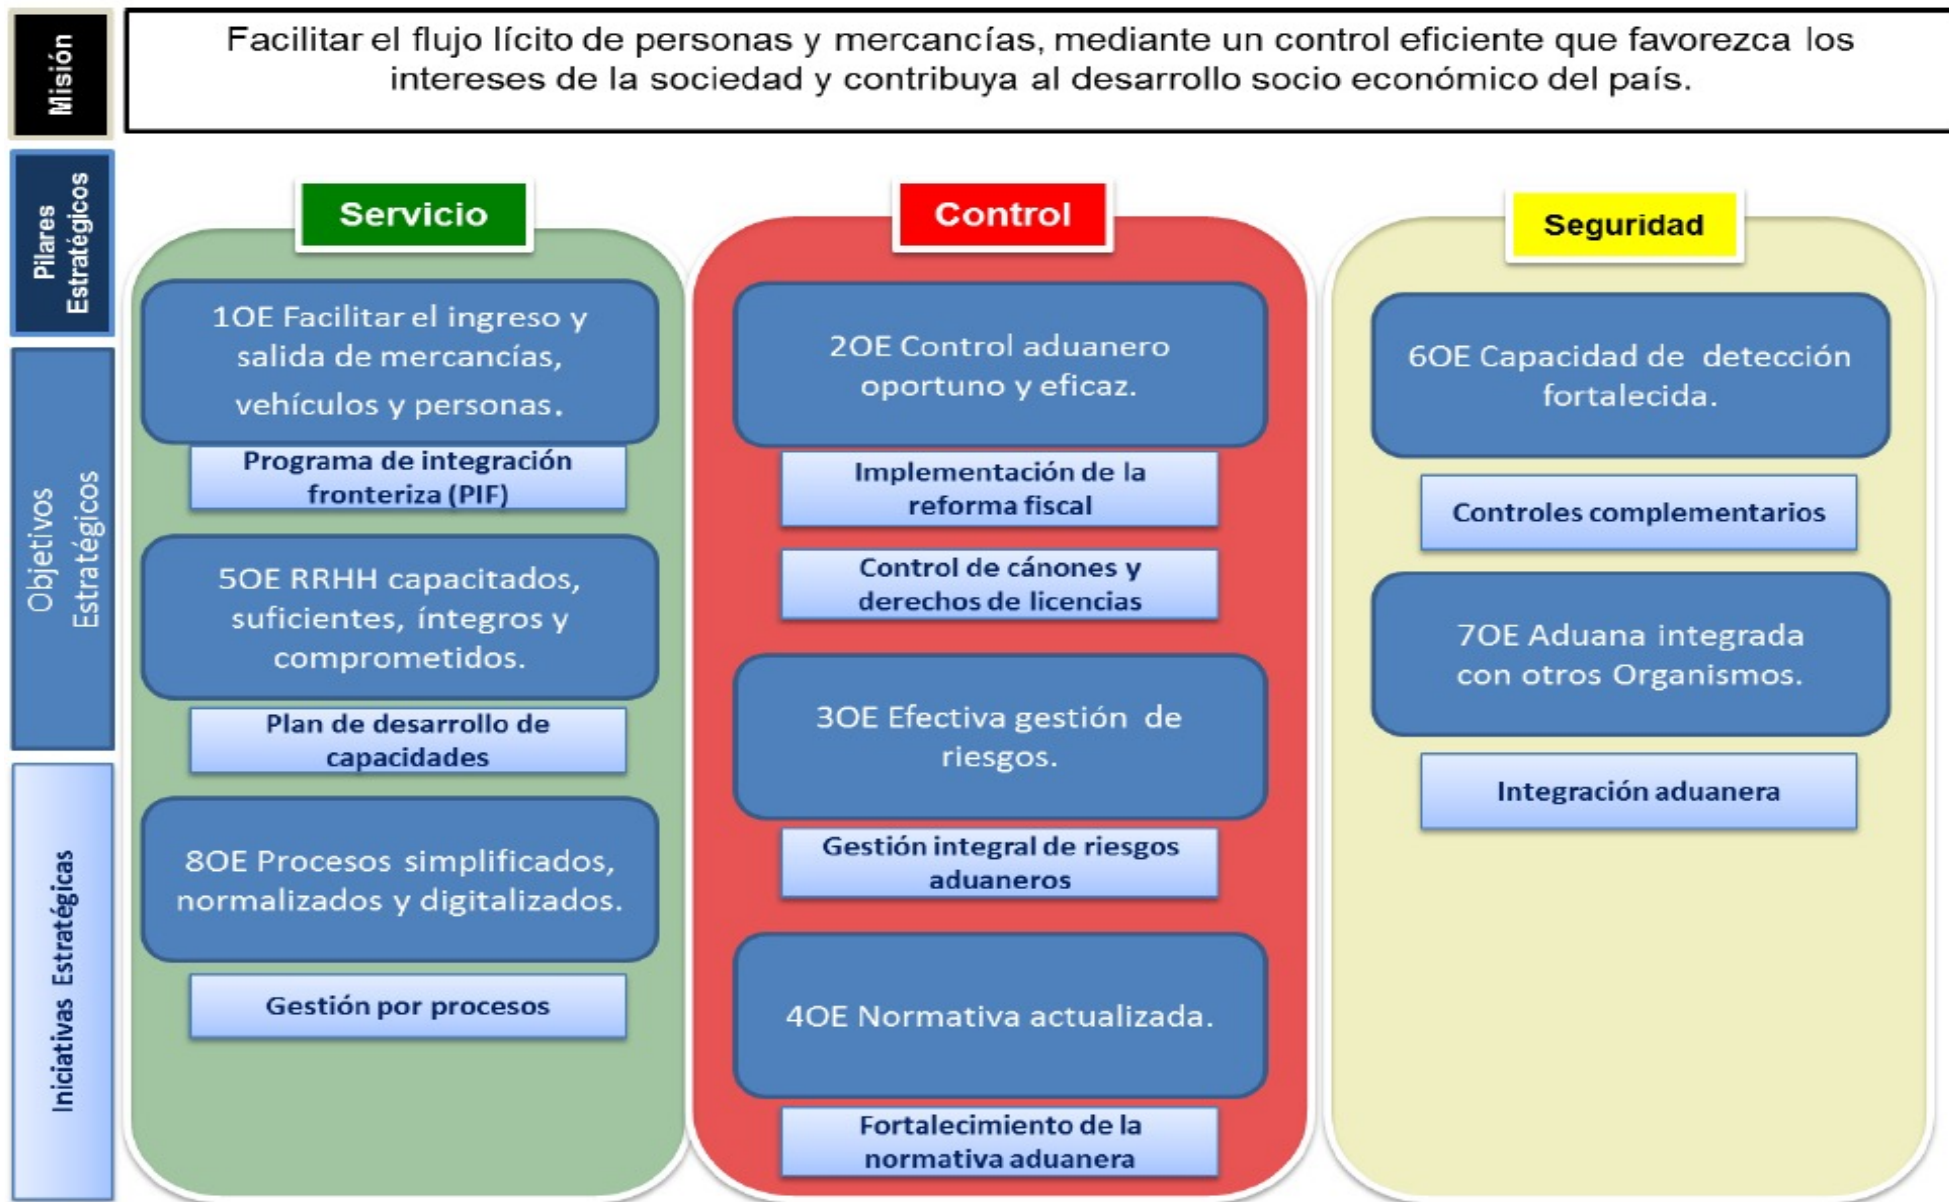 Misión
Facilitar el flujo lícito de personas y mercancías, mediante un control eficiente que favorezca los
intereses de la sociedad y contribuya al desarrollo socio económico del país.
Pilares
Estratégicos
Objetivos
Estratégicos
Iniciativas Estratégicas
Servicio
1OE Facilitar el ingreso y
salida de mercancías,
vehículos y personas.
Programa de integración
fronteriza (PIF)
5OE RRHH capacitados,
suficientes, íntegros y
comprometidos.
Plan de desarrollo de
capacidades
8OE Procesos simplificados,
normalizados y digitalizados.
Gestión por procesos
Control
2OE Control aduanero
oportuno y eficaz.
Implementación de la
reforma fiscal
Control de cánones y
derechos de licencias
3OE Efectiva gestión de
riesgos.
Gestión integral de riesgos
aduaneros
4OE Normativa actualizada.
Fortalecimiento de la
normativa aduanera
Seguridad
6OE Capacidad de detección
fortalecida.
Controles complementarios
7OE Aduana integrada
con otros Organismos.
Integración aduanera